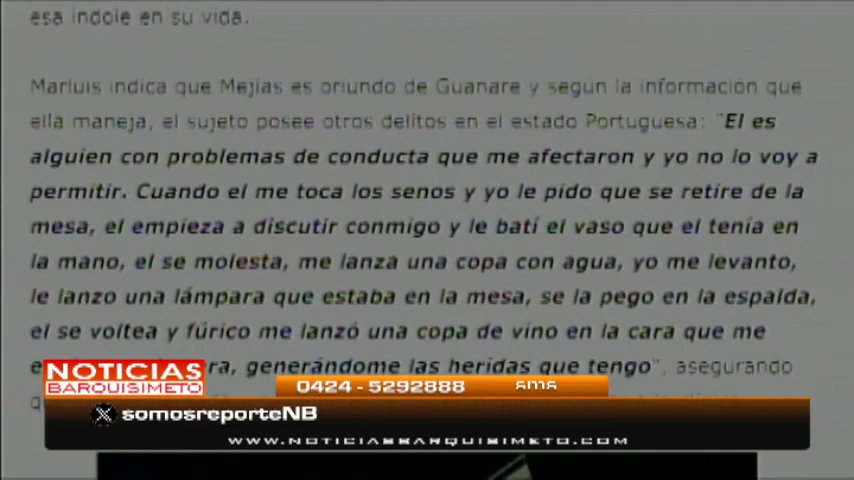 esa índole en su vida.
Marluis indica que Mejías es oriundo de Guanare y según la información que
ella maneja, el sujeto posee otros delitos en el estado Portuguesa: "El es
alguien con problemas de conducta que me afectaron y yo no lo voy a
permitir. Cuando el me toca los senos y yo le pido que se retire de la
mesa, el empieza a discutir conmigo y le batí el vaso que el tenía en
la mano, el se molesta, me lanza una copa con agua, yo me levanto,
le lanzo una lámpara que estaba en la mesa, se la pego en la espalda,
el se voltea y fúrico me lanzó una copa de vino en la cara que me
generándome las heridas que tengo", asegurando
NOTICIAS
BARQUISIMETO
0424 - 5292888 sms
X somosreporteNB
WWW.NOTICIASBARQUISIMETO.COM